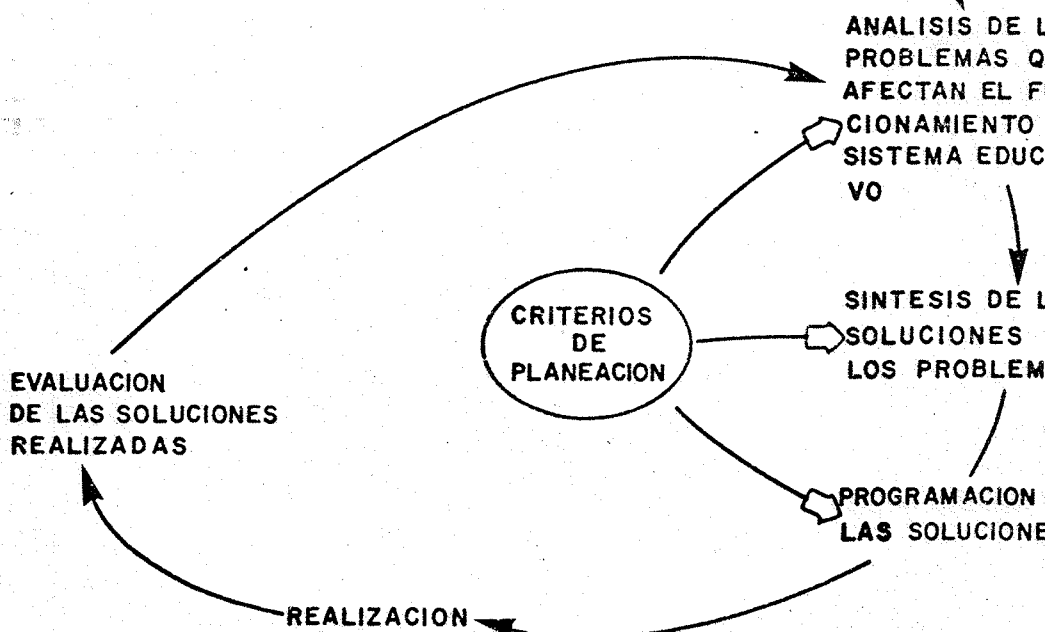 ANALISIS DE L
PROBLEMAS Q
AFECTAN EL F
CIONAMIENTO
SISTEMA EDUC
VO
CRITERIOS
DE
PLANEACION
SINTESIS DE L
SOLUCIONES
LOS PROBLEM
EVALUACION
DE LAS SOLUCIONES
REALIZADAS
PROGRAMACION
LAS SOLUCIONE
REALIZACION